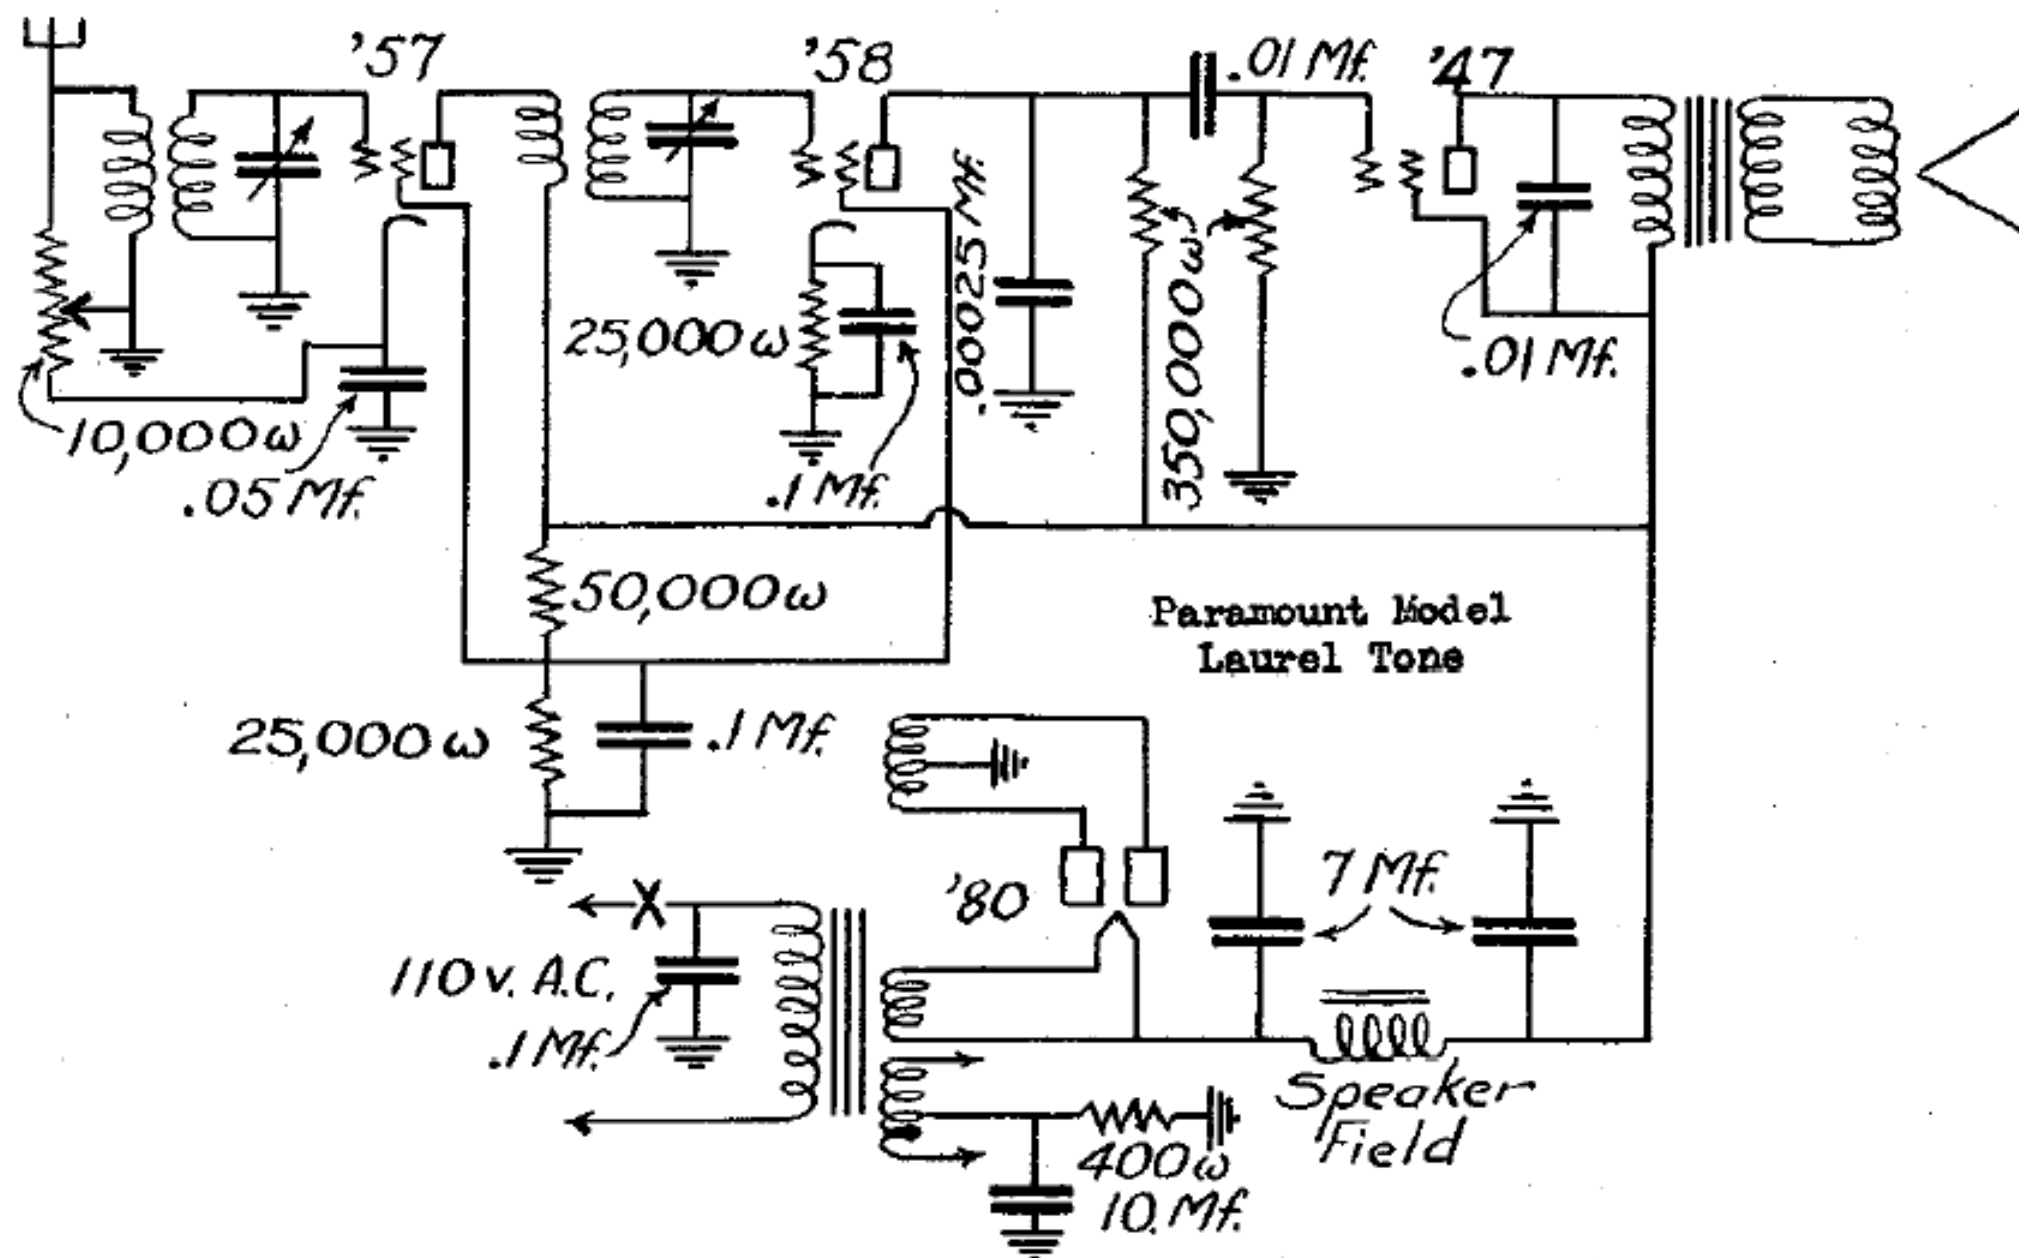 '57
'58
.01 Mf.
'47
.00025 Mf.
350,000ω
25,000ω
.01 Mf.
10,000ω
.05 Mf.
.1 Mf.
50,000ω
Paramount Model
Laurel Tone
25,000ω
.1 Mf.
'80
7 Mf.
110 v. A.C.
.1 Mf.
Speaker
Field
400ω
10. Mf.